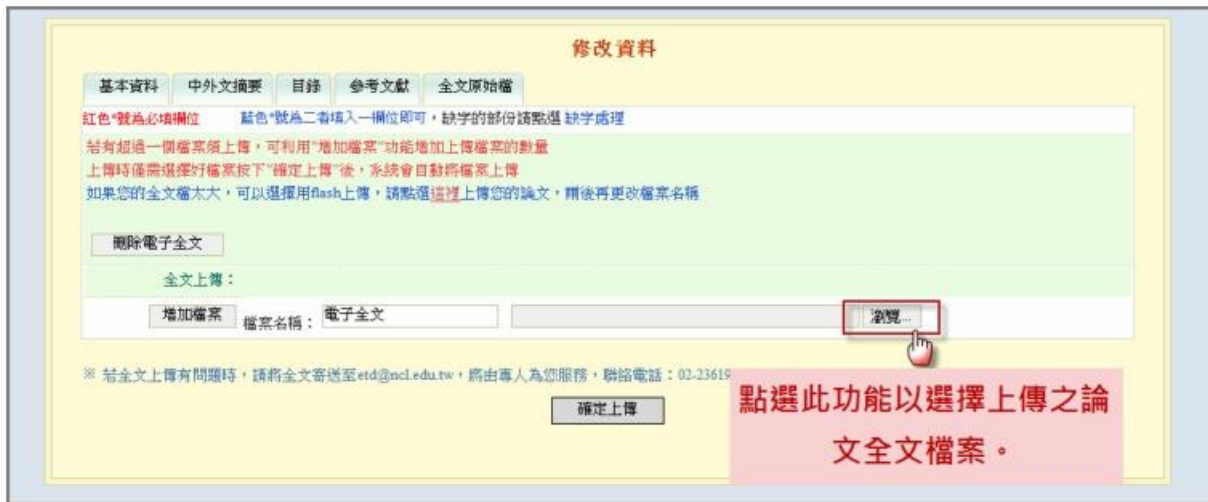 修改資料
基本資料 中外文摘要 目錄 參考文獻 全文原始檔
紅色*號為必填欄位 藍色*號為二者填入一欄位即可，缺字的部份請點選 缺字處理
若有超過一個檔案須上傳，可利用"增加檔案"功能增加上傳檔案的數量
上傳時僅需選擇好檔案按下"確定上傳"後，系統會自動將檔案上傳
如果您的全文檔太大，可以選擇用flash上傳，請點選這裡上傳您的論文，爾後再更改檔案名稱
刪除電子全文
全文上傳：
增加檔案 檔案名稱： 電子全文 瀏覽...
※ 若全文上傳有問題時，請將全文寄送至etd@ncl.edu.tw，將由專人為您服務，聯絡電話：02-23619
確定上傳
點選此功能以選擇上傳之論
文全文檔案。